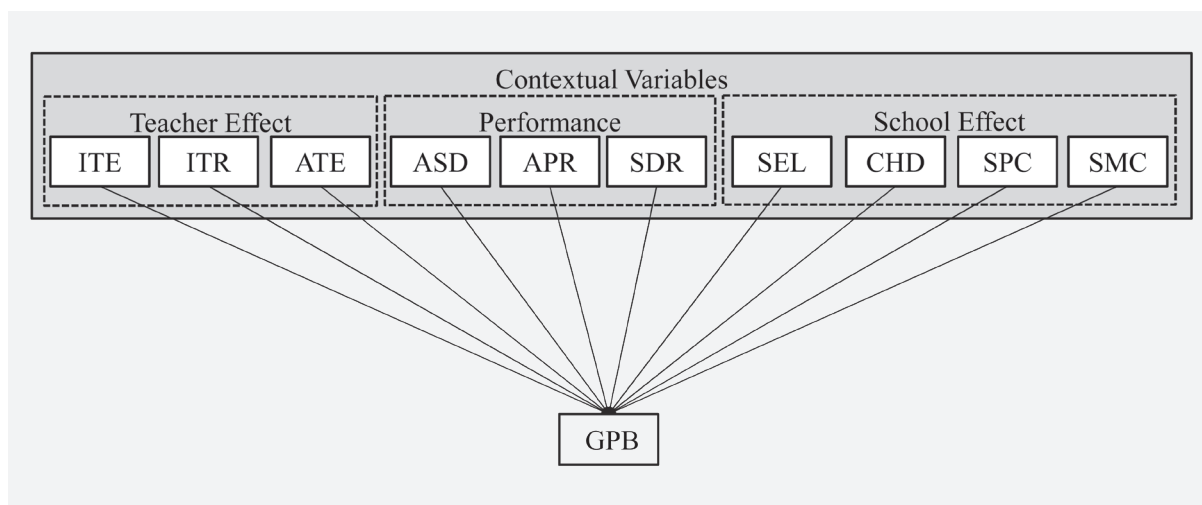 Contextual Variables
Teacher Effect
Performance
School Effect
ITE
ITR
ATE
ASD
APR
SDR
SEL
CHD
SPC
SMC
GPB